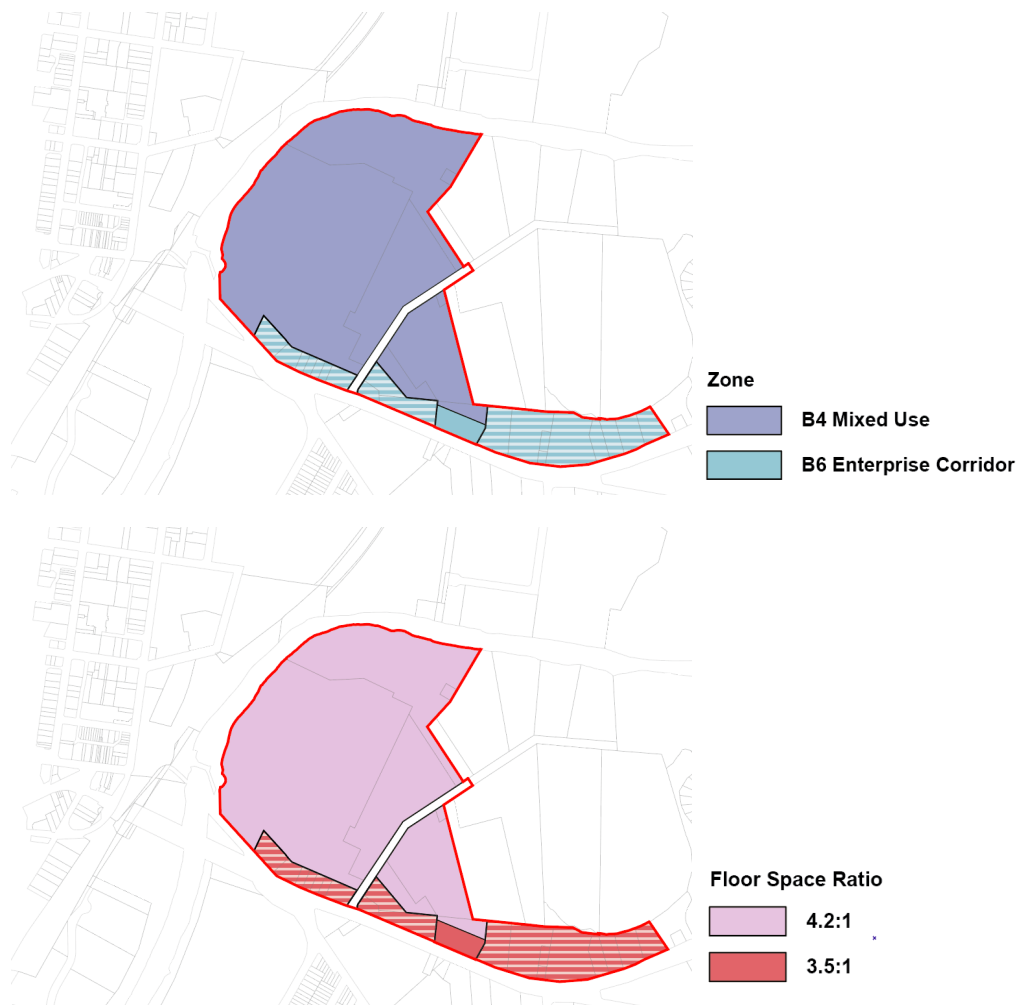 Zone
B4 Mixed Use
B6 Enterprise Corridor
Floor Space Ratio
4.2:1
3.5:1